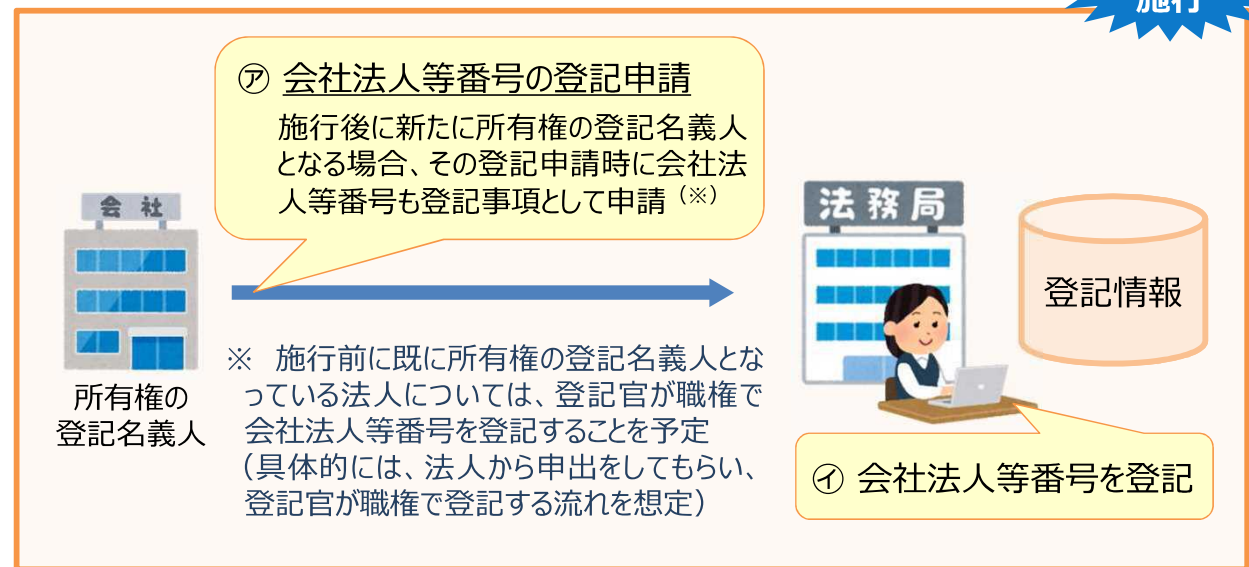 施行
㋐ 会社法人等番号の登記申請
施行後に新たに所有権の登記名義人
となる場合、その登記申請時に会社法
人等番号も登記事項として申請（※）
会社
法務局
登記情報
※　施行前に既に所有権の登記名義人とな
っている法人については、登記官が職権で
会社法人等番号を登記することを予定
（具体的には、法人から申出をしてもらい、
登記官が職権で登記する流れを想定）
所有権の
登記名義人
㋑ 会社法人等番号を登記